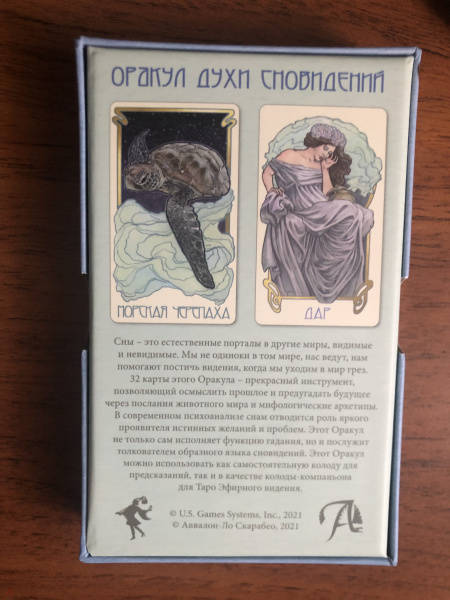 ОРАКУЛ ДУХИ СНОВИДЕНИЙ
МОРСКАЯ ЧЕРЕПАХА
ДАР
Сны – это естественные порталы в другие миры, видимые
и невидимые. Мы не одиноки в том мире, нас ведут, нам
помогают постичь видения, когда мы уходим в мир грез.
32 карты этого Оракула – прекрасный инструмент,
позволяющий осмыслить прошлое и предугадать будущее
через послания животного мира и мифологические архетипы.
В современном психоанализе снам отводится роль яркого
проявителя истинных желаний и проблем. Этот Оракул
не только сам исполняет функцию гадания, но и послужит
толкователем образного языка сновидений. Этот Оракул
можно использовать как самостоятельную колоду для
предсказаний, так и в качестве колоды-компаньона
для Таро Эфирного видения.
© U.S. Games Systems, Inc., 2021
© Аввалон-Ло Скарабео, 2021